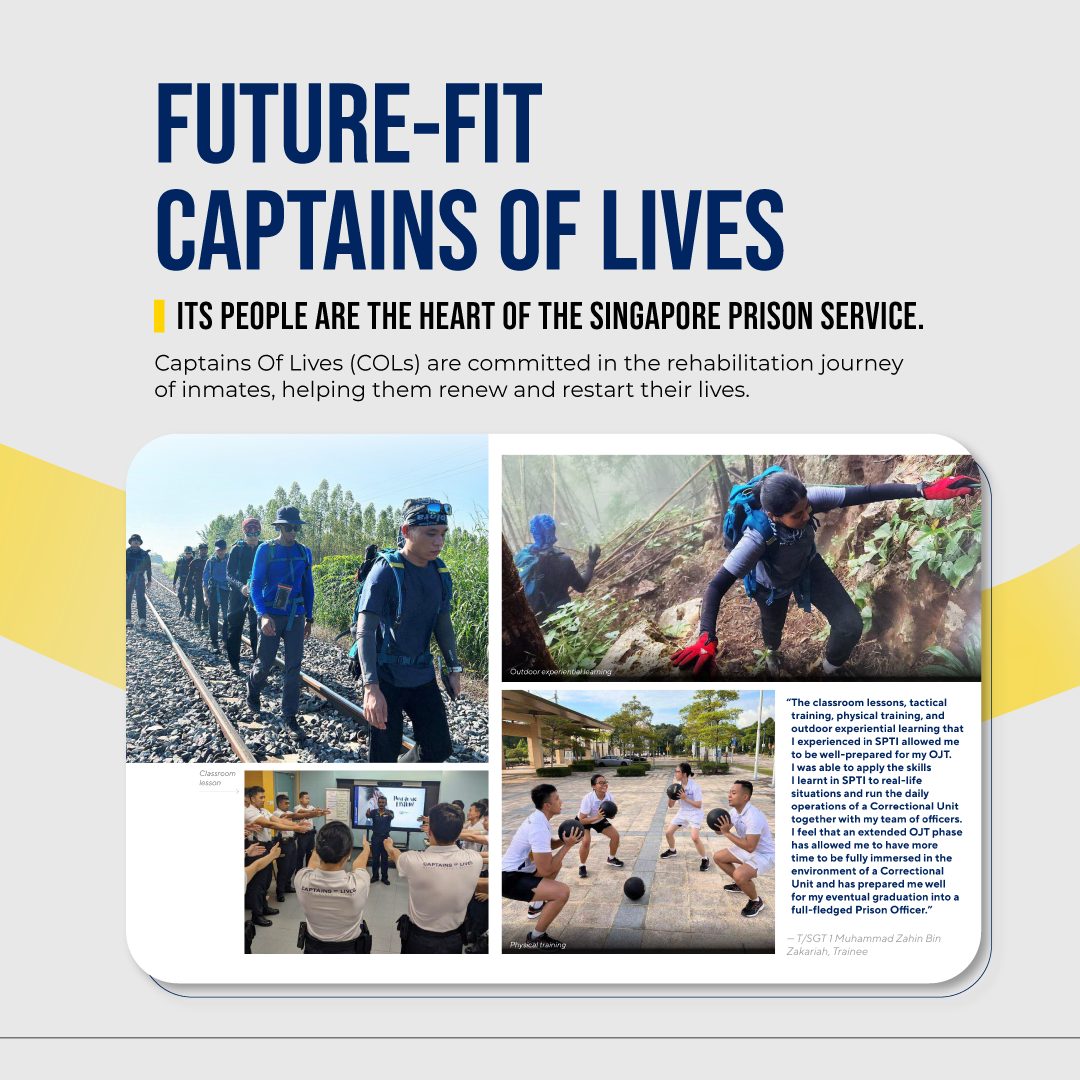 FUTURE-FIT
CAPTAINS OF LIVES
ITS PEOPLE ARE THE HEART OF THE SINGAPORE PRISON SERVICE.
Captains Of Lives (COLs) are committed in the rehabilitation journey
of inmates, helping them renew and restart their lives.
Outdoor experiential learning
Classroom
lesson
CAPTAINS OF LIVES
CAPTAINS OF LIVES
Physical training
“The classroom lessons, tactical
training, physical training, and
outdoor experiential learning that
I experienced in SPTI allowed me
to be well-prepared for my OJT.
I was able to apply the skills
I learnt in SPTI to real-life
situations and run the daily
operations of a Correctional Unit
together with my team of officers.
I feel that an extended OJT phase
has allowed me to have more
time to be fully immersed in the
environment of a Correctional
Unit and has prepared me well
for my eventual graduation into a
full-fledged Prison Officer.”
— T/SGT 1 Muhammad Zahin Bin
Zakariah, Trainee